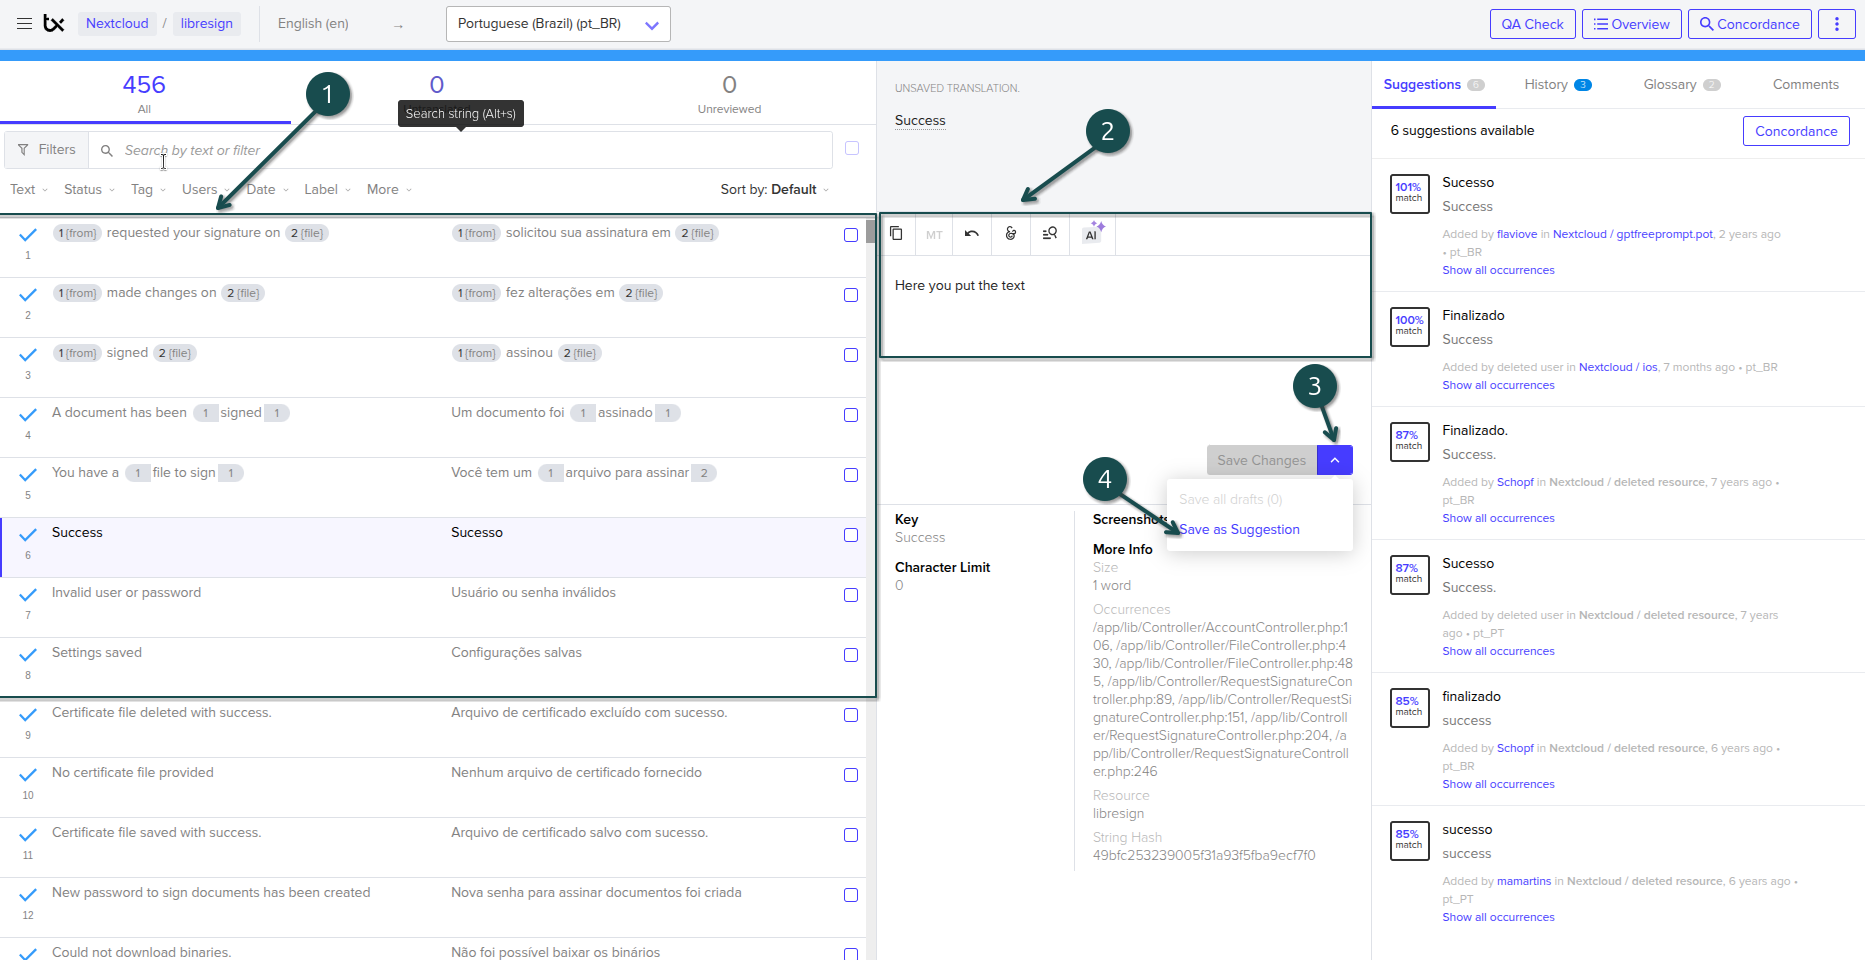 tx Nextcloud / libresign English (en) → Portuguese (Brazil) (pt_BR) QA Check Overview Concordance
456
All
0
0
Unreviewed
1
Search string (Alt+s)
Filters Search by text or filter
Text Status Tag Users Date Label More Sort by: Default
1 {from} requested your signature on 2 {file} 1 {from} solicitou sua assinatura em 2 {file}
1
1 {from} made changes on 2 {file} 1 {from} fez alterações em 2 {file}
2
1 {from} signed 2 {file} 1 {from} assinou 2 {file}
3
A document has been 1 signed 1 Um documento foi 1 assinado 1
4
You have a 1 file to sign 1 Você tem um 1 arquivo para assinar 2
5
Success Sucesso
6
Invalid user or password Usuário ou senha inválidos
7
Settings saved Configurações salvas
8
Certificate file deleted with success. Arquivo de certificado excluído com sucesso.
9
No certificate file provided Nenhum arquivo de certificado fornecido
10
Certificate file saved with success. Arquivo de certificado salvo com sucesso.
11
New password to sign documents has been created Nova senha para assinar documentos foi criada
12
Could not download binaries. Não foi possível baixar os binários
UNSAVED TRANSLATION.
Success
2
MT AI
Here you put the text
3
Save Changes
4
Save all drafts (0)
Save as Suggestion
Key
Success
Character Limit
0
Screenshots
More Info
Size
1 word
Occurrences
/app/lib/Controller/AccountController.php:1
06, /app/lib/Controller/FileController.php:4
30, /app/lib/Controller/FileController.php:48
5, /app/lib/Controller/RequestSignatureCon
troller.php:89, /app/lib/Controller/RequestSi
gnatureController.php:151, /app/lib/Controll
er/RequestSignatureController.php:204, /a
pp/lib/Controller/RequestSignatureControll
er.php:246
Resource
libresign
String Hash
49bfc253239005f31a93f5fba9ecf7f0
Suggestions 6 History 3 Glossary 2 Comments
6 suggestions available Concordance
101%
match
Sucesso
Success
Added by flaviove in Nextcloud / gptfreeprompt.pot, 2 years ago
• pt_BR
Show all occurrences
100%
match
Finalizado
Success
Added by deleted user in Nextcloud / ios, 7 months ago • pt_BR
Show all occurrences
87%
match
Finalizado.
Success.
Added by Schopf in Nextcloud / deleted resource, 7 years ago •
pt_BR
Show all occurrences
87%
match
Sucesso
Success.
Added by deleted user in Nextcloud / deleted resource, 7 years
ago • pt_PT
Show all occurrences
85%
match
finalizado
success
Added by Schopf in Nextcloud / deleted resource, 6 years ago •
pt_BR
Show all occurrences
85%
match
sucesso
success
Added by mamartins in Nextcloud / deleted resource, 6 years ago •
pt_PT
Show all occurrences